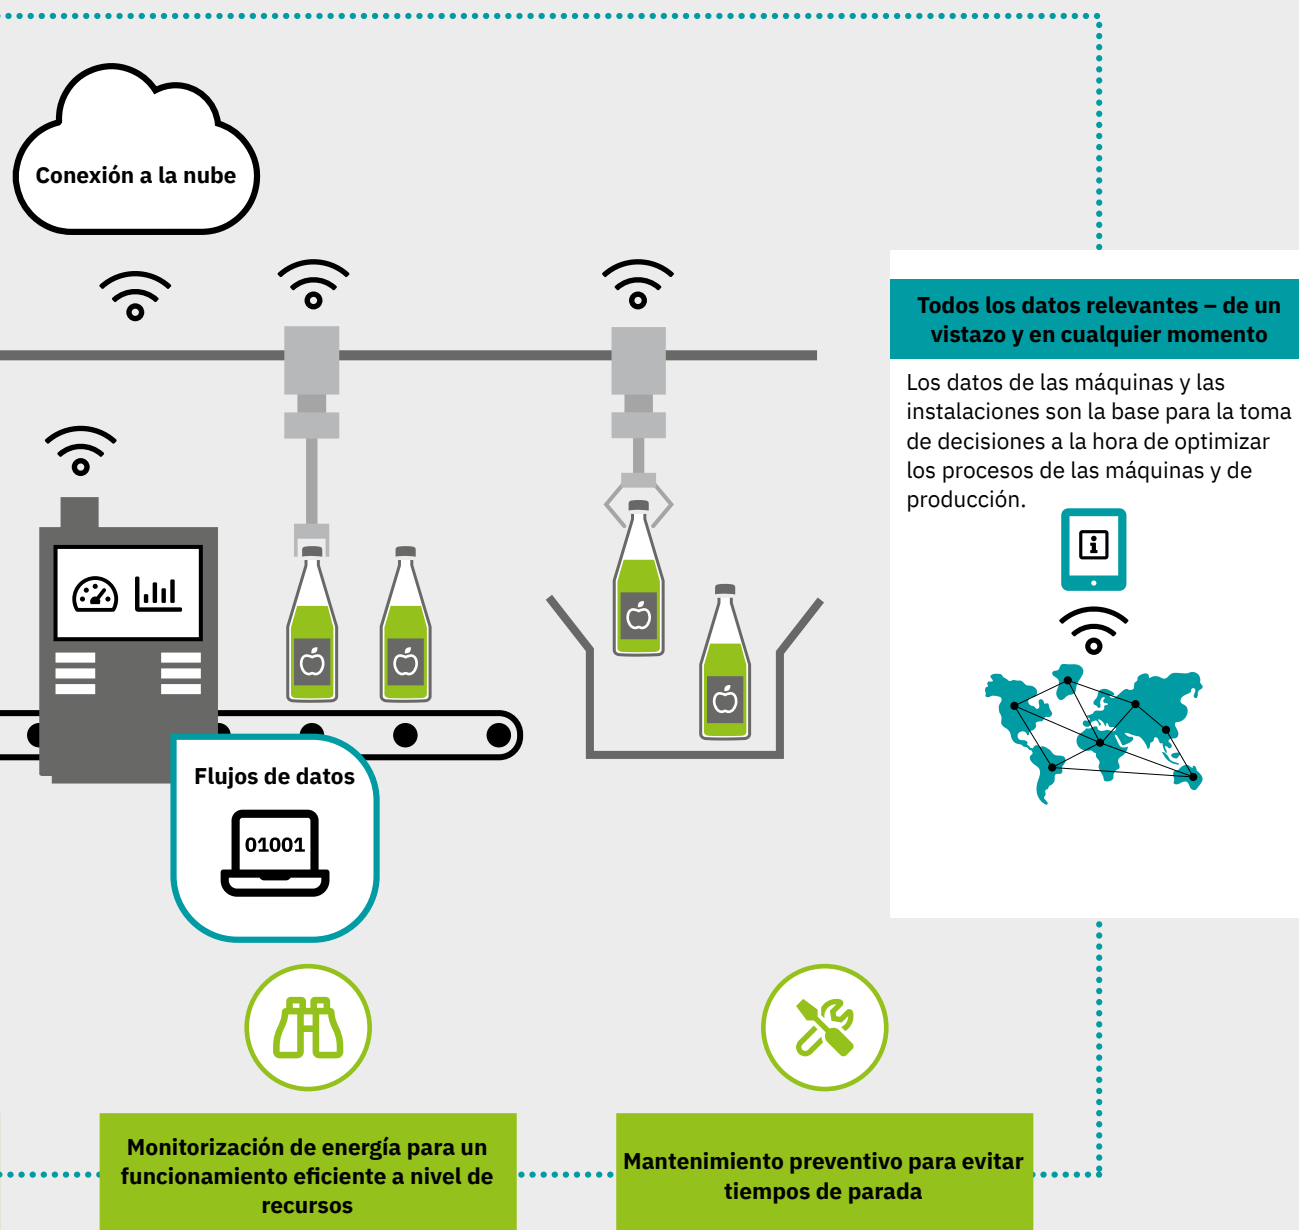 Conexión a la nube
Todos los datos relevantes – de un
vistazo y en cualquier momento
Los datos de las máquinas y las
instalaciones son la base para la toma
de decisiones a la hora de optimizar
los procesos de las máquinas y de
producción.
Flujos de datos
01001
Monitorización de energía para un
funcionamiento eficiente a nivel de
recursos
Mantenimiento preventivo para evitar
tiempos de parada